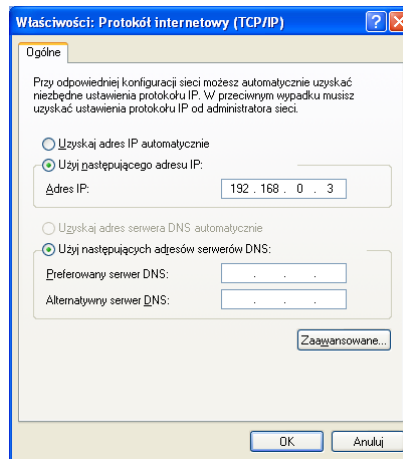 Właściwości: Protokół internetowy (TCP/IP)
Ogólne
Przy odpowiedniej konfiguracji sieci możesz automatycznie uzyskać
niezbędne ustawienia protokołu IP. W przeciwnym wypadku musisz
uzyskać ustawienia protokołu IP od administratora sieci.
Uzyskaj adres IP automatycznie
Użyj następującego adresu IP:
Adres IP: 192 . 168 . 0 . 3
Uzyskaj adres serwera DNS automatycznie
Użyj następujących adresów serwerów DNS:
Preferowany serwer DNS: . . .
Alternatywny serwer DNS: . . .
Zaawansowane...
OK Anuluj